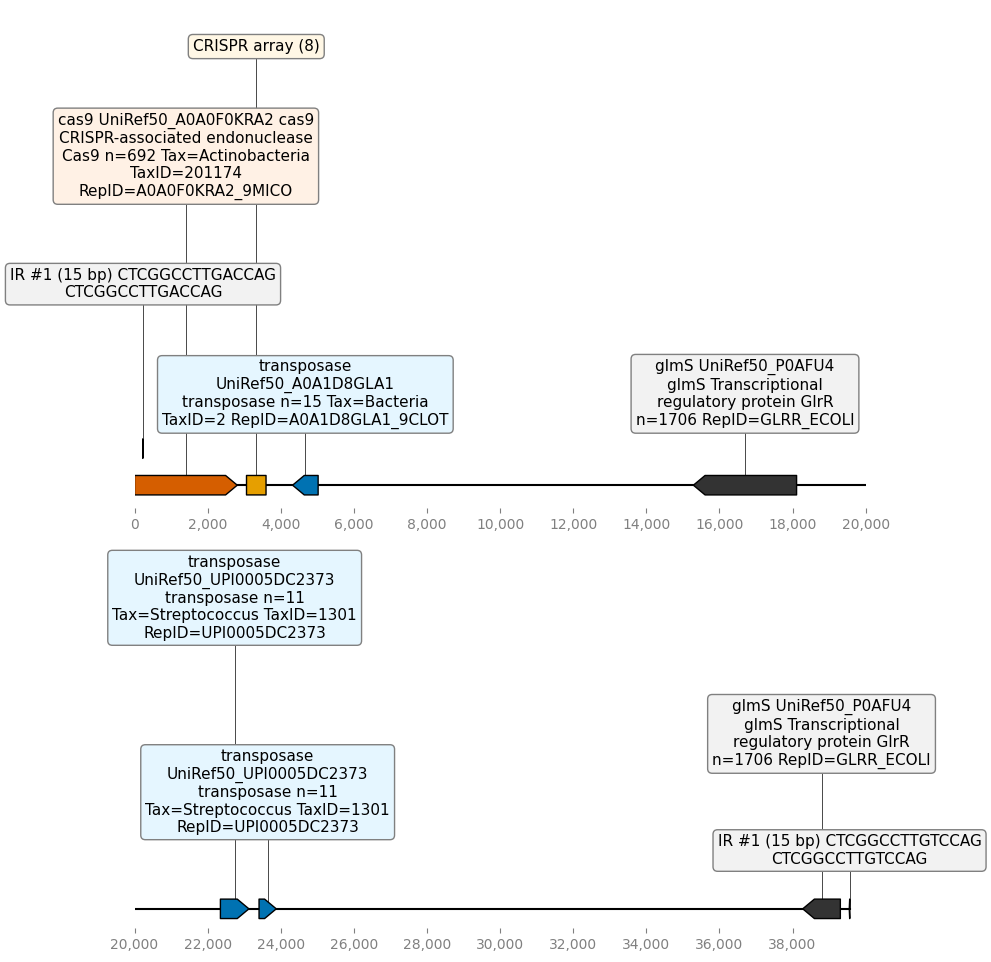 CRISPR array (8)
cas9 UniRef50_A0A0F0KRA2 cas9
CRISPR-associated endonuclease
Cas9 n=692 Tax=Actinobacteria
TaxID=201174
RepID=A0A0F0KRA2_9MICO
IR #1 (15 bp) CTCGGCCTTGACCAG
CTCGGCCTTGACCAG
transposase
UniRef50_A0A1D8GLA1
transposase n=15 Tax=Bacteria
TaxID=2 RepID=A0A1D8GLA1_9CLOT
glmS UniRef50_P0AFU4
glmS Transcriptional
regulatory protein GlrR
n=1706 RepID=GLRR_ECOLI
0 2,000 4,000 6,000 8,000 10,000 12,000 14,000 16,000 18,000 20,000
transposase
UniRef50_UPI0005DC2373
transposase n=11
Tax=Streptococcus TaxID=1301
RepID=UPI0005DC2373
glmS UniRef50_P0AFU4
glmS Transcriptional
regulatory protein GlrR
n=1706 RepID=GLRR_ECOLI
transposase
UniRef50_UPI0005DC2373
transposase n=11
Tax=Streptococcus TaxID=1301
RepID=UPI0005DC2373
IR #1 (15 bp) CTCGGCCTTGTCCAG
CTCGGCCTTGTCCAG
20,000 22,000 24,000 26,000 28,000 30,000 32,000 34,000 36,000 38,000